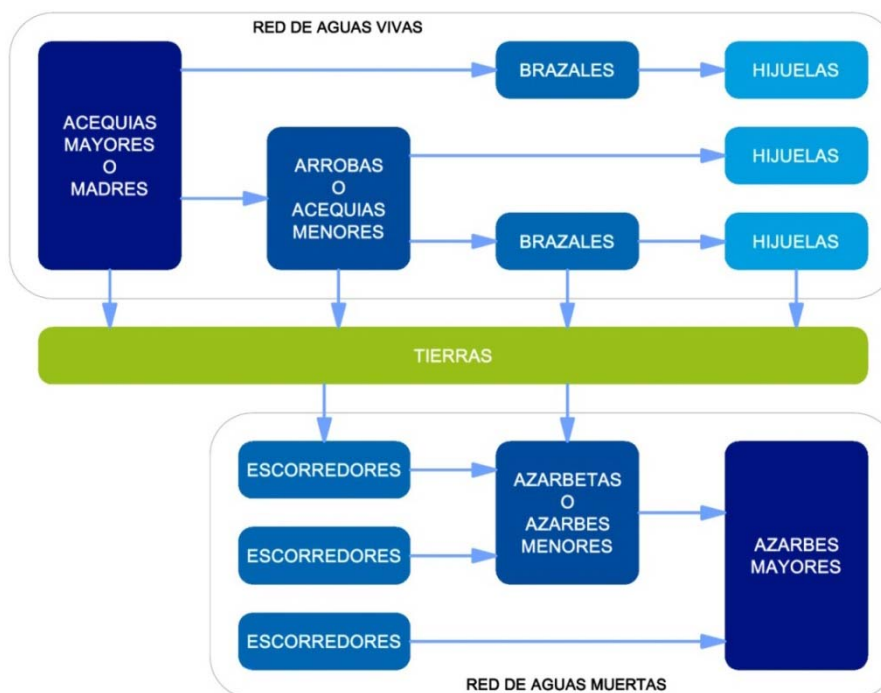 RED DE AGUAS VIVAS
ACEQUIAS
MAYORES
O
MADRES
BRAZALES
HIJUELAS
ARROBAS
O
ACEQUIAS
MENORES
HIJUELAS
BRAZALES
HIJUELAS
TIERRAS
ESCORREDORES
AZARBETAS
O
AZARBES
MENORES
ESCORREDORES
AZARBES
MAYORES
ESCORREDORES
RED DE AGUAS MUERTAS